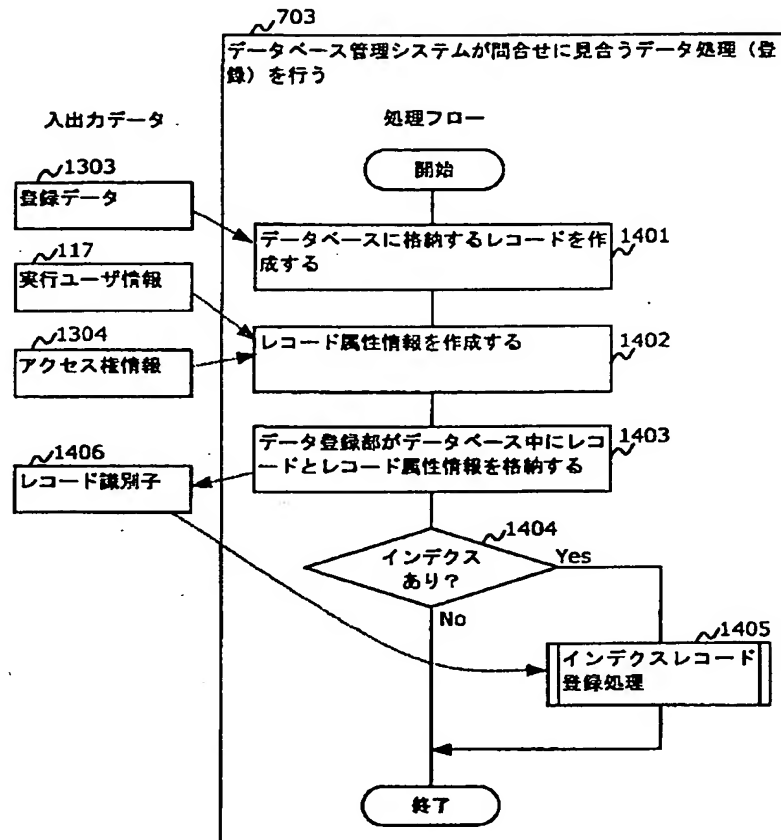 703
データベース管理システムが問合せに見合うデータ処理（登
録）を行う
入出力データ
処理フロー
開始
1303
登録データ
データベースに格納するレコードを作
成する
1401
117
実行ユーザ情報
レコード属性情報を作成する
1402
1304
アクセス権情報
データ登録部がデータベース中にレコ
ードとレコード属性情報を格納する
1403
1406
レコード識別子
1404
インデクス
あり？
Yes
No
1405
インデクスレコード
登録処理
終了